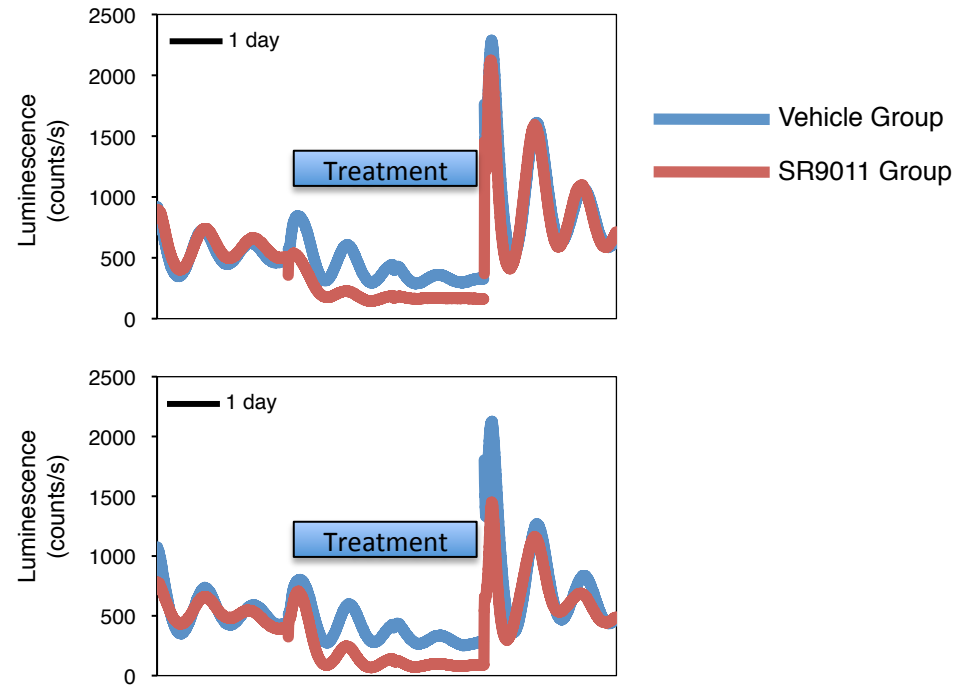 2500
2000
1500
1000
500
0
Luminescence
(counts/s)
1 day
Treatment
Vehicle Group
SR9011 Group
2500
2000
1500
1000
500
0
Luminescence
(counts/s)
1 day
Treatment